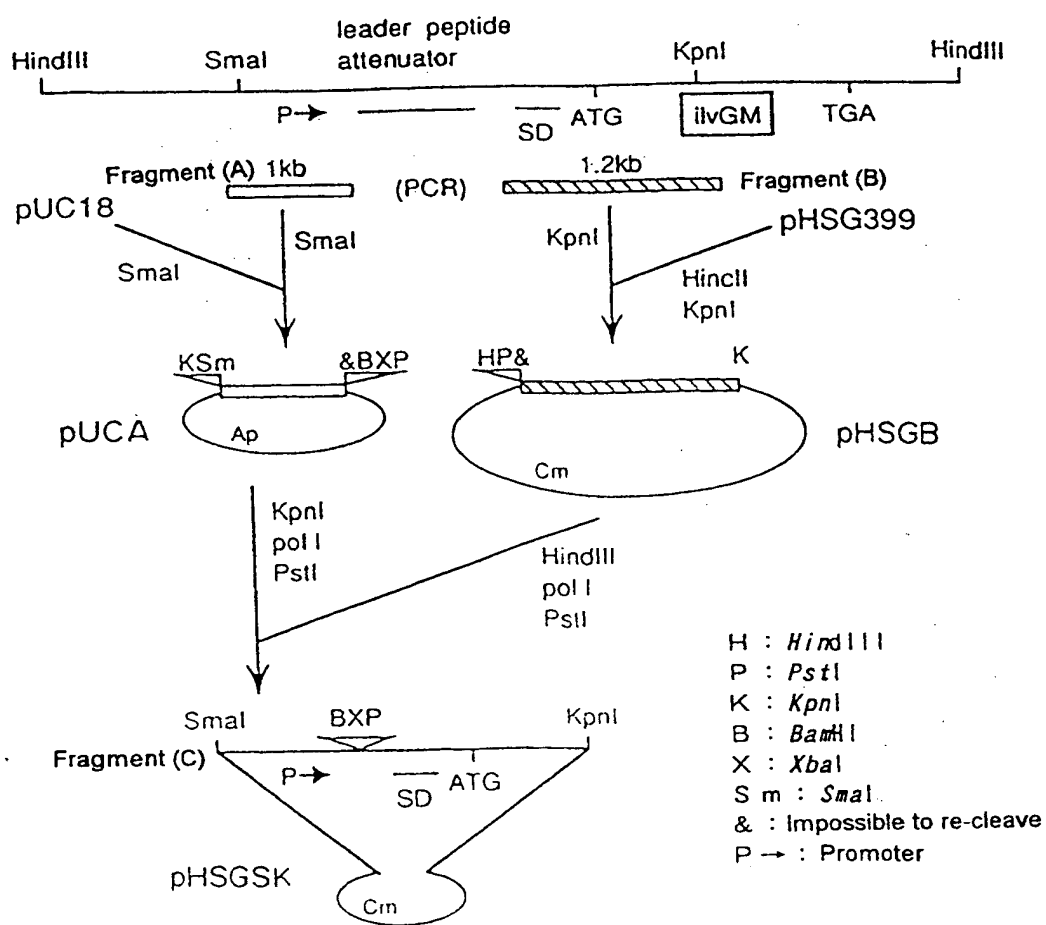 leader peptide
HindIII SmaI attenuator KpnI HindIII
P→ SD ATG ilvGM TGA
Fragment (A) 1kb (PCR) 1.2kb Fragment (B)
pUC18 SmaI KpnI pHSG399
SmaI HincII
KpnI
KSm &BXP HP& K
pUCA Ap pHSGB
Cm
KpnI
pol I
PstI
HindIII
pol I
PstI
SmaI BXP KpnI
Fragment (C) P→ SD ATG
pHSGSK
Cm
H : HindIII
P : PstI
K : KpnI
B : BamHI
X : XbaI
Sm : SmaI
& : Impossible to re-cleave
P → : Promoter